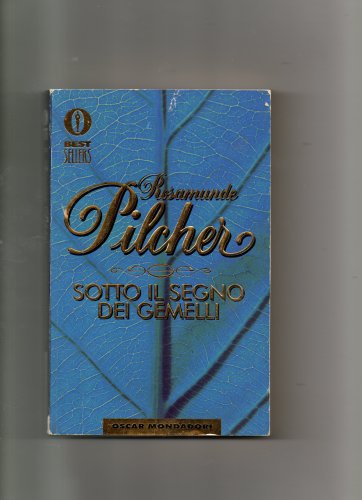 BEST
SELLERS
Rosamunde
Pilcher
SOTTO IL SEGNO
DEI GEMELLI
OSCAR MONDADORI